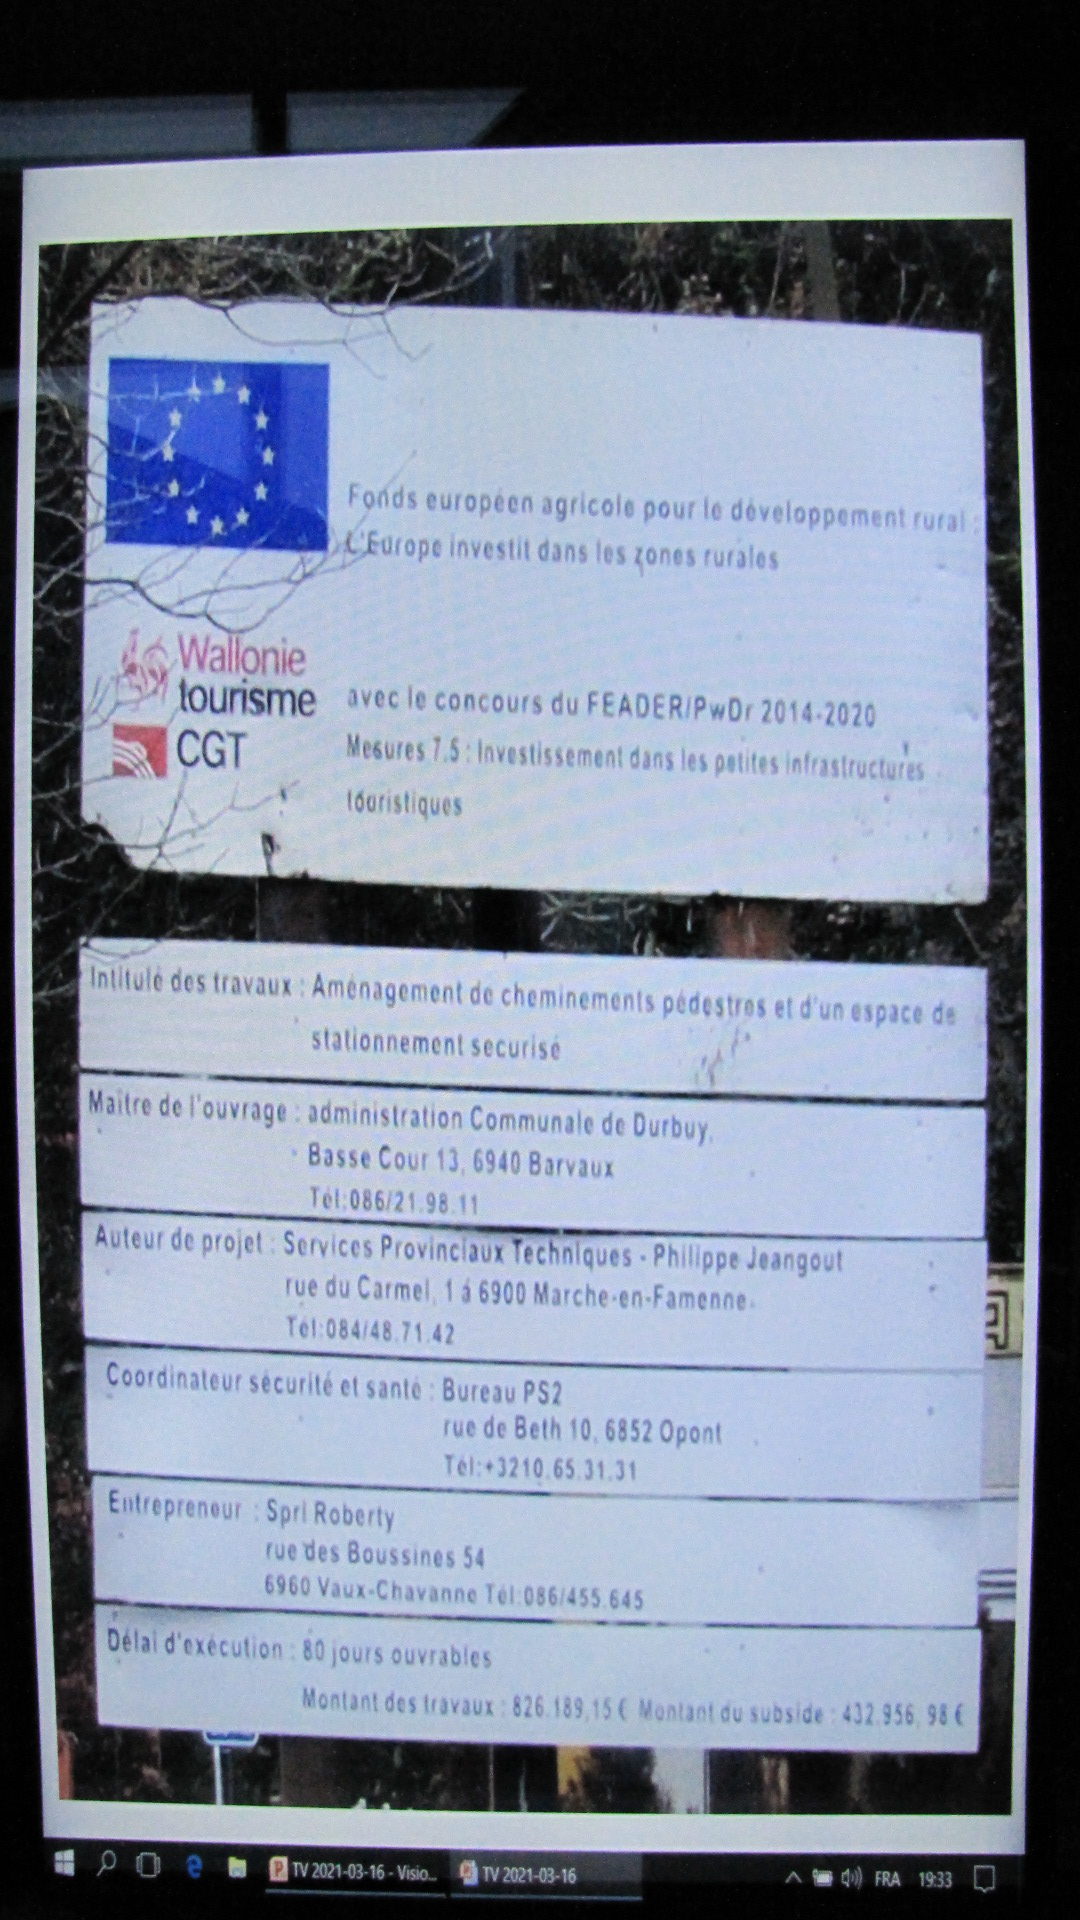 Fonds européen agricole pour le développement rural :
L'Europe investit dans les zones rurales
Wallonie
tourisme
CGT
avec le concours du FEADER/PwDr 2014-2020
Mesures 7.5 : Investissement dans les petites infrastructures
touristiques
Intitulé des travaux : Aménagement de cheminements pédestres et d'un espace de
stationnement securisé
Maître de l'ouvrage : administration Communale de Durbuy,
Basse Cour 13, 6940 Barvaux
Tél:086/21.98.11
Auteur de projet : Services Provinciaux Techniques - Philippe Jeangout
rue du Carmel, 1 à 6900 Marche-en-Famenne
Tél:084/48.71.42
Coordinateur sécurité et santé : Bureau PS2
rue de Beth 10, 6852 Opont
Tél:+3210.65.31.31
Entrepreneur : Sprl Roberty
rue des Boussines 54
6960 Vaux-Chavanne Tél:086/455.645
Délai d'exécution : 80 jours ouvrables
Montant des travaux : 826.189,15 € Montant du subside : 432.956, 98 €
TV 2021-03-16 - Visio... TV 2021-03-16 FRA 19:33